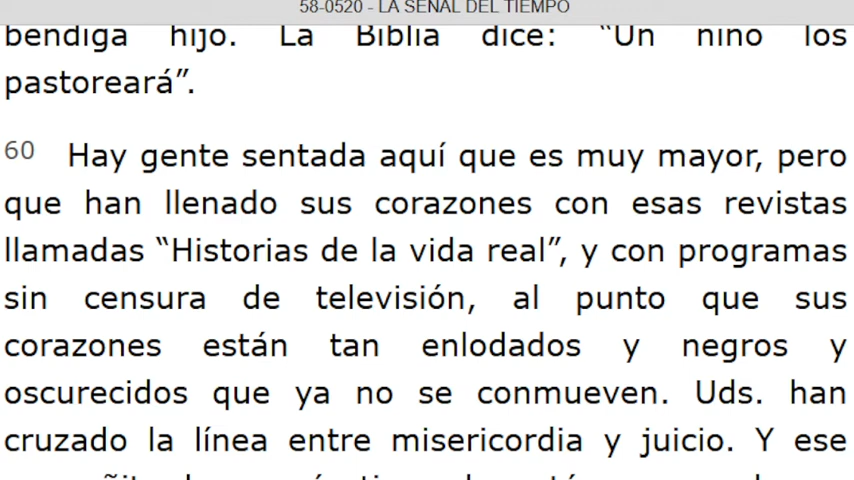 58-0520 - LA SEÑAL DEL TIEMPO
bendiga hijo. La Biblia dice: “Un niño los
pastoreará”.
60 Hay gente sentada aquí que es muy mayor, pero
que han llenado sus corazones con esas revistas
llamadas “Historias de la vida real”, y con programas
sin censura de televisión, al punto que sus
corazones están tan enlodados y negros y
oscurecidos que ya no se conmueven. Uds. han
cruzado la línea entre misericordia y juicio. Y ese